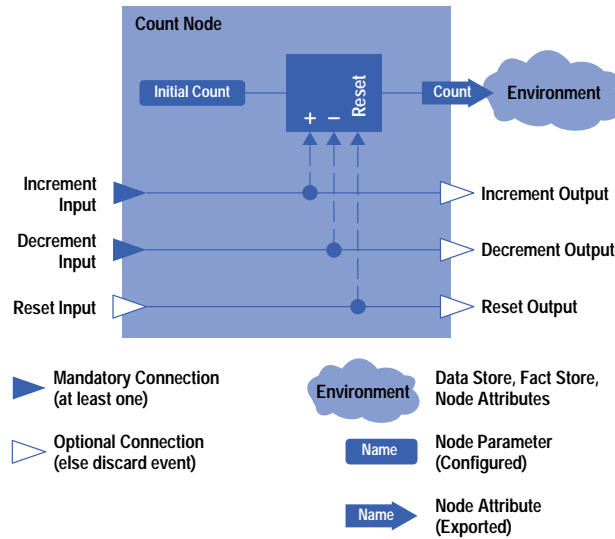 Count Node
Initial Count
+
−
Reset
Count
Environment
Increment
Input
Increment Output
Decrement
Input
Decrement Output
Reset Input
Reset Output
Mandatory Connection
(at least one)
Environment
Data Store, Fact Store,
Node Attributes
Optional Connection
(else discard event)
Name
Node Parameter
(Configured)
Name
Node Attribute
(Exported)